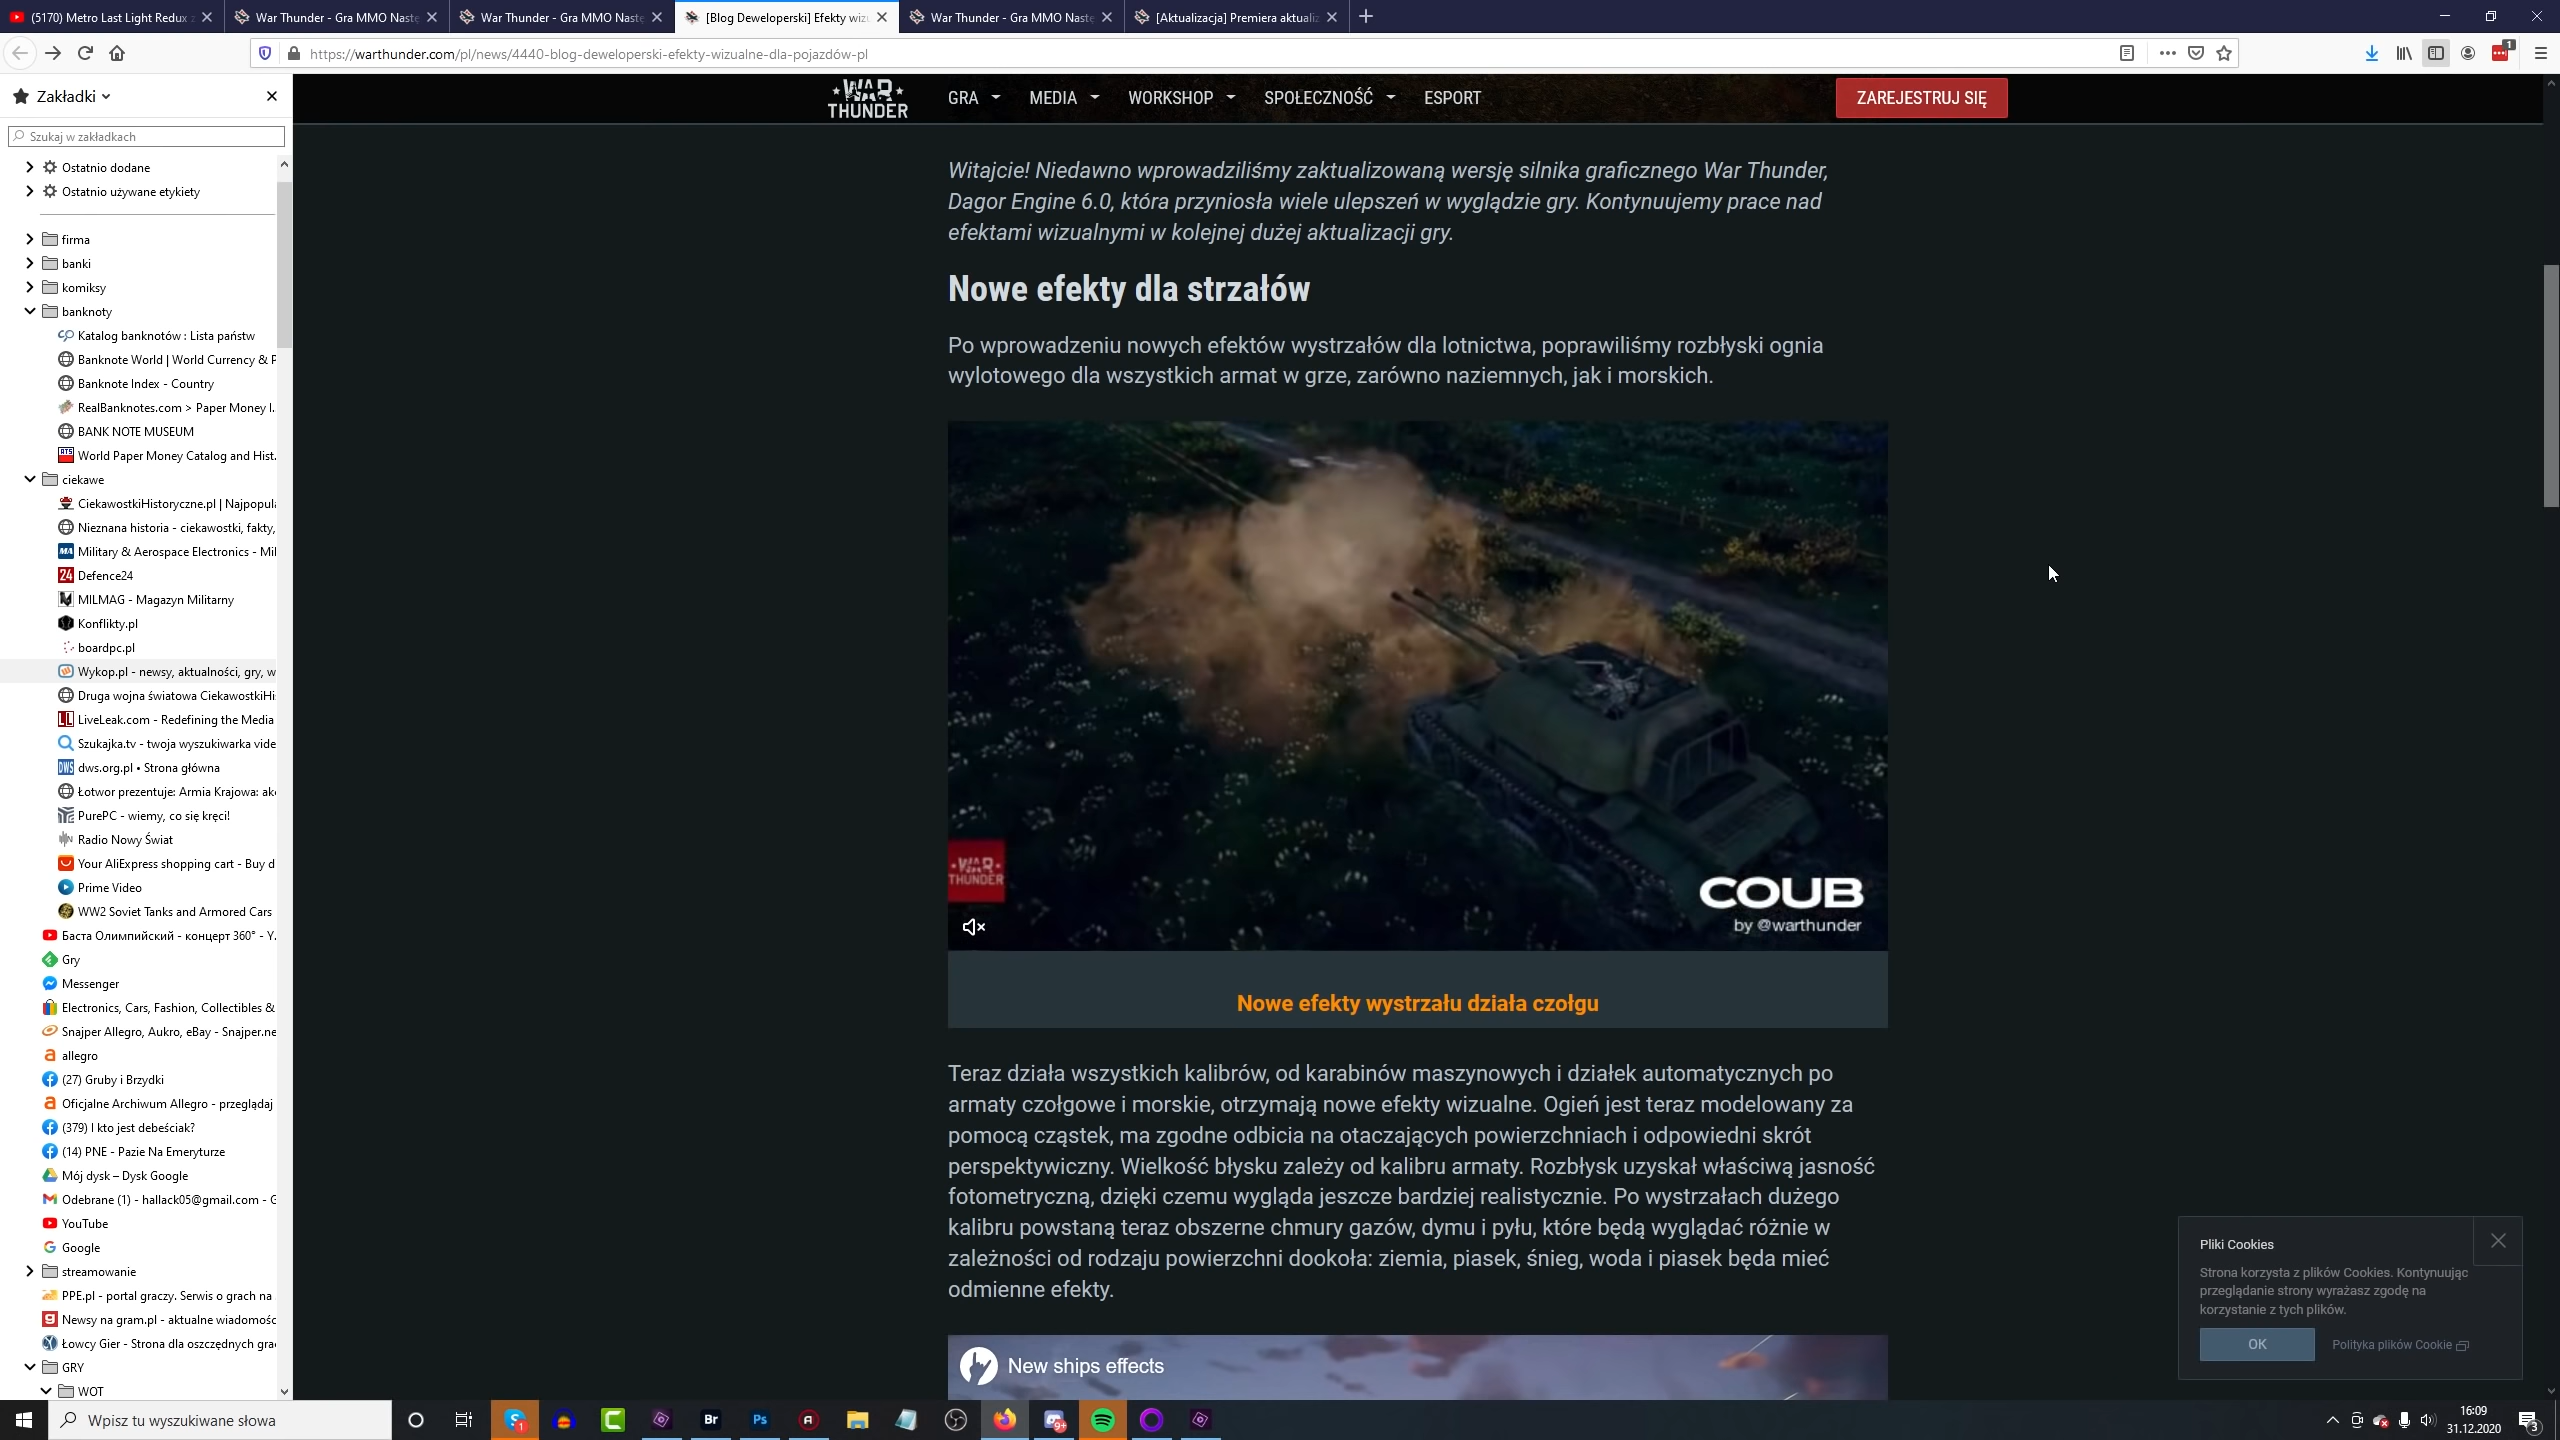 (5170) Metro Last Light Redux z
War Thunder - Gra MMO Nastę
War Thunder - Gra MMO Nastę
[Blog Deweloperski] Efekty wizu
War Thunder - Gra MMO Nastę
[Aktualizacja] Premiera aktualiz
https://warthunder.com/pl/news/4440-blog-deweloperski-efekty-wizualne-dla-pojazdów-pl
1
Zakładki
Szukaj w zakładkach
Ostatnio dodane
Ostatnio używane etykiety
firma
banki
komiksy
banknoty
Katalog banknotów : Lista państw
Banknote World | World Currency & P
Banknote Index - Country
RealBanknotes.com > Paper Money I...
BANK NOTE MUSEUM
World Paper Money Catalog and Hist...
ciekawe
CiekawostkiHistoryczne.pl | Najpopula
Nieznana historia - ciekawostki, fakty,
Military & Aerospace Electronics - Mil
Defence24
MILMAG - Magazyn Militarny
Konflikty.pl
boardpc.pl
Wykop.pl - newsy, aktualności, gry, w
Druga wojna światowa CiekawostkiHi
LiveLeak.com - Redefining the Media
Szukajka.tv - twoja wyszukiwarka vide
dws.org.pl • Strona główna
Łotwor prezentuje: Armia Krajowa: ak
PurePC - wiemy, co się kręci!
Radio Nowy Świat
Your AliExpress shopping cart - Buy d
Prime Video
WW2 Soviet Tanks and Armored Cars
Баста Олимпийский - концерт 360° - Y...
Gry
Messenger
Electronics, Cars, Fashion, Collectibles &
Snajper Allegro, Aukro, eBay - Snajper.ne
allegro
(27) Gruby i Brzydki
Oficjalne Archiwum Allegro - przeglądaj
(379) I kto jest debeściak?
(14) PNE - Pazie Na Emeryturze
Mój dysk – Dysk Google
Odebrane (1) - hallack05@gmail.com - G
YouTube
Google
streamowanie
PPE.pl - portal graczy. Serwis o grach na
Newsy na gram.pl - aktualne wiadomośc
Łowcy Gier - Strona dla oszczędnych gra
GRY
WOT
WAR THUNDER
GRA
MEDIA
WORKSHOP
SPOŁECZNOŚĆ
ESPORT
ZAREJESTRUJ SIĘ
Witajcie! Niedawno wprowadziliśmy zaktualizowaną wersję silnika graficznego War Thunder,
Dagor Engine 6.0, która przyniosła wiele ulepszeń w wyglądzie gry. Kontynuujemy prace nad
efektami wizualnymi w kolejnej dużej aktualizacji gry.
Nowe efekty dla strzałów
Po wprowadzeniu nowych efektów wystrzałów dla lotnictwa, poprawiliśmy rozbłyski ognia
wylotowego dla wszystkich armat w grze, zarówno naziemnych, jak i morskich.
WAR THUNDER
COUB
by @warthunder
Nowe efekty wystrzału działa czołgu
Teraz działa wszystkich kalibrów, od karabinów maszynowych i działek automatycznych po
armaty czołgowe i morskie, otrzymają nowe efekty wizualne. Ogień jest teraz modelowany za
pomocą cząstek, ma zgodne odbicia na otaczających powierzchniach i odpowiedni skrót
perspektywiczny. Wielkość błysku zależy od kalibru armaty. Rozbłysk uzyskał właściwą jasność
fotometryczną, dzięki czemu wygląda jeszcze bardziej realistycznie. Po wystrzałach dużego
kalibru powstaną teraz obszerne chmury gazów, dymu i pyłu, które będą wyglądać różnie w
zależności od rodzaju powierzchni dookoła: ziemia, piasek, śnieg, woda i piasek będa mieć
odmienne efekty.
New ships effects
Pliki Cookies
Strona korzysta z plików Cookies. Kontynuując
przeglądanie strony wyrażasz zgodę na
korzystanie z tych plików.
OK
Polityka plików Cookie
Wpisz tu wyszukiwane słowa
1
Br
Ps
9+
16:09
31.12.2020
3